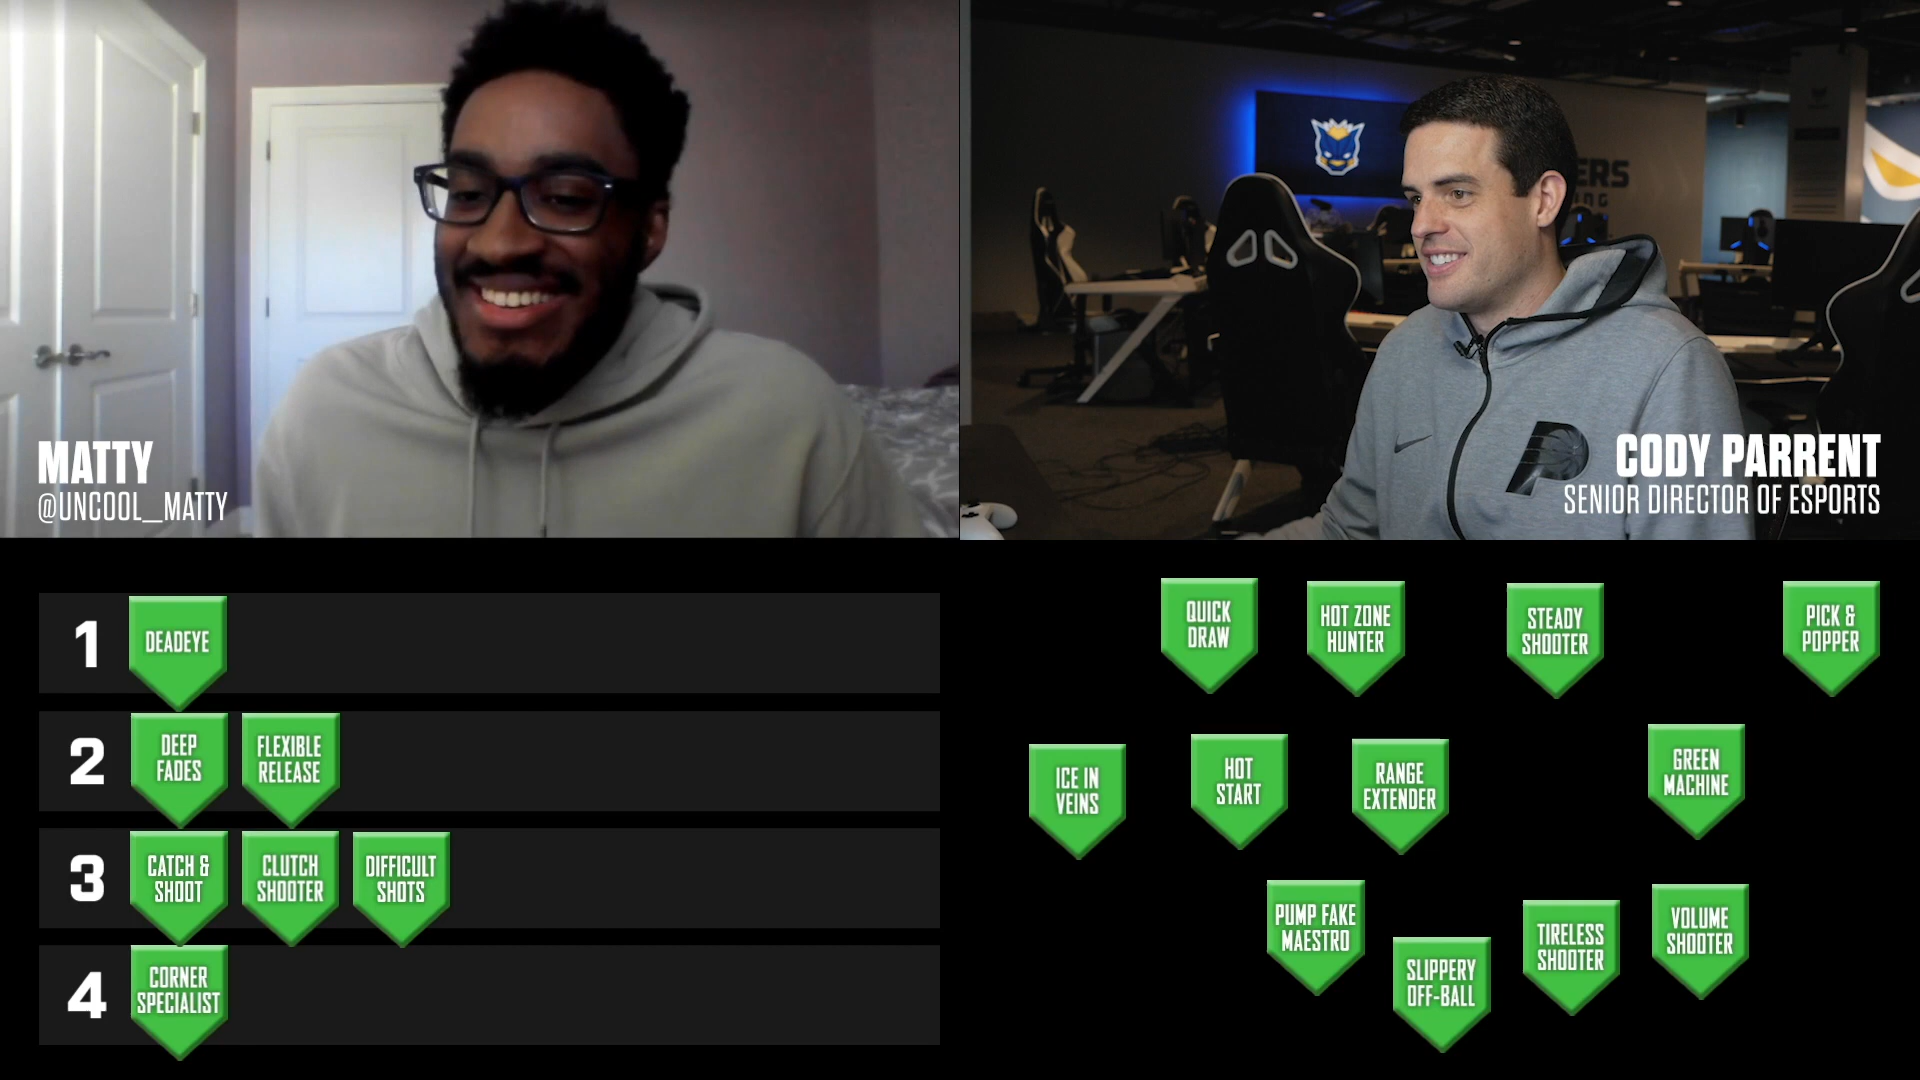 ERS
ING
MATTY
@UNCOOL_MATTY
CODY PARRENT
SENIOR DIRECTOR OF ESPORTS
1
DEADEYE
2
DEEP
FADES
FLEXIBLE
RELEASE
3
CATCH &
SHOOT
CLUTCH
SHOOTER
DIFFICULT
SHOTS
4
CORNER
SPECIALIST
QUICK
DRAW
HOT ZONE
HUNTER
STEADY
SHOOTER
PICK &
POPPER
ICE IN
VEINS
HOT
START
RANGE
EXTENDER
GREEN
MACHINE
PUMP FAKE
MAESTRO
SLIPPERY
OFF-BALL
TIRELESS
SHOOTER
VOLUME
SHOOTER